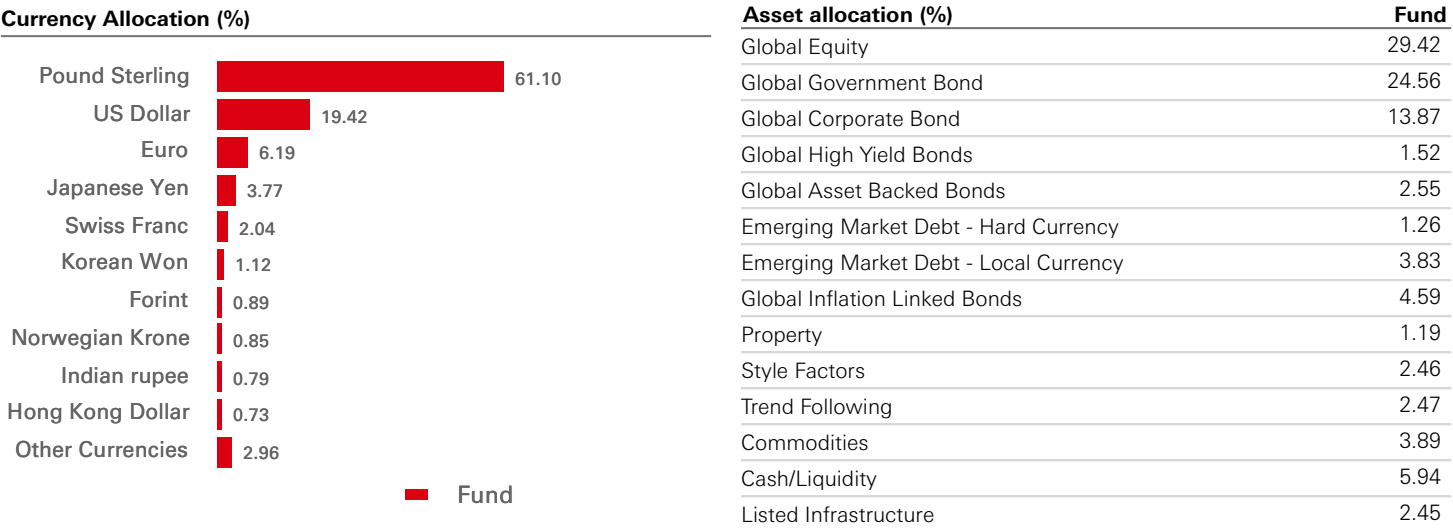 Currency Allocation (%)
Pound Sterling 61.10
US Dollar 19.42
Euro 6.19
Japanese Yen 3.77
Swiss Franc 2.04
Korean Won 1.12
Forint 0.89
Norwegian Krone 0.85
Indian rupee 0.79
Hong Kong Dollar 0.73
Other Currencies 2.96
Fund
Asset allocation (%) Fund
Global Equity 29.42
Global Government Bond 24.56
Global Corporate Bond 13.87
Global High Yield Bonds 1.52
Global Asset Backed Bonds 2.55
Emerging Market Debt - Hard Currency 1.26
Emerging Market Debt - Local Currency 3.83
Global Inflation Linked Bonds 4.59
Property 1.19
Style Factors 2.46
Trend Following 2.47
Commodities 3.89
Cash/Liquidity 5.94
Listed Infrastructure 2.45